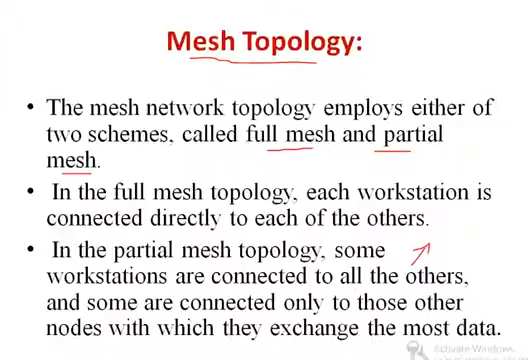 Mesh Topology:
• The mesh network topology employs either of
two schemes, called full mesh and partial
mesh.
• In the full mesh topology, each workstation is
connected directly to each of the others.
• In the partial mesh topology, some
workstations are connected to all the others,
and some are connected only to those other
nodes with which they exchange the most data.
Activate Windows